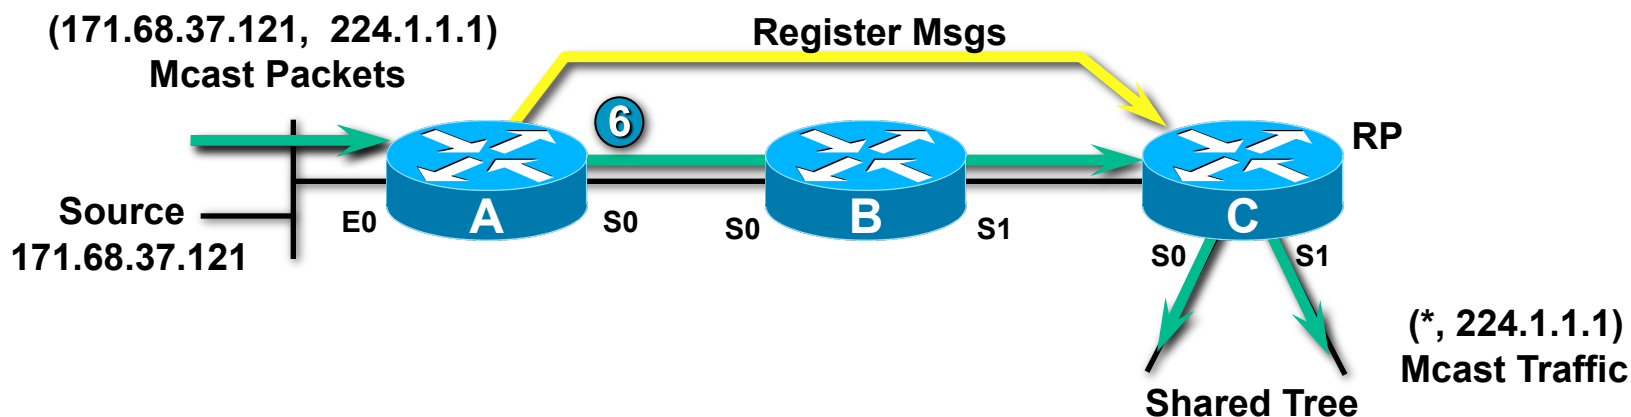 (171.68.37.121, 224.1.1.1)
Mcast Packets
Register Msgs
6
RP
Source
171.68.37.121
E0
A
S0
S0
B
S1
C
S0
S1
(*, 224.1.1.1)
Mcast Traffic
Shared Tree